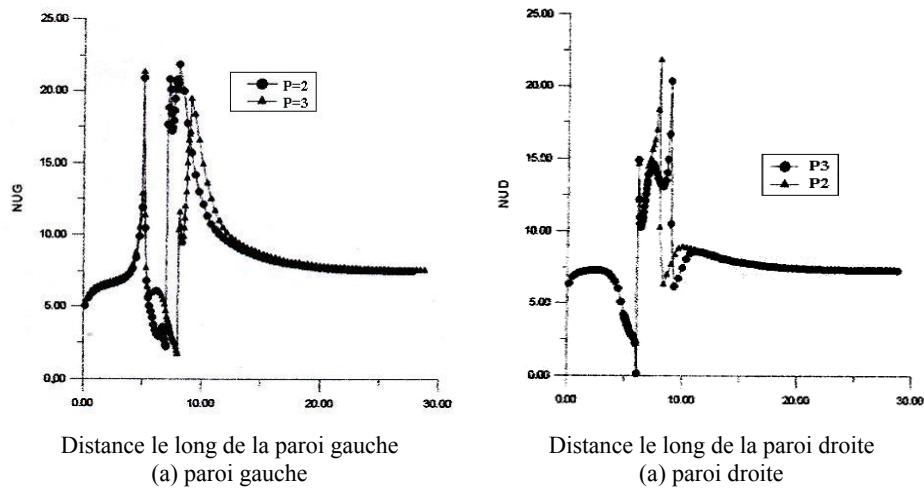 25.00
20.00
15.00
10.00
5.00
0.00
NUG
P=2
P=3
0.00 10.00 20.00 30.00
Distance le long de la paroi gauche
(a) paroi gauche
25.00
20.00
15.00
10.00
5.00
0.00
NUD
P3
P2
0.00 10.00 20.00 30.00
Distance le long de la paroi droite
(a) paroi droite